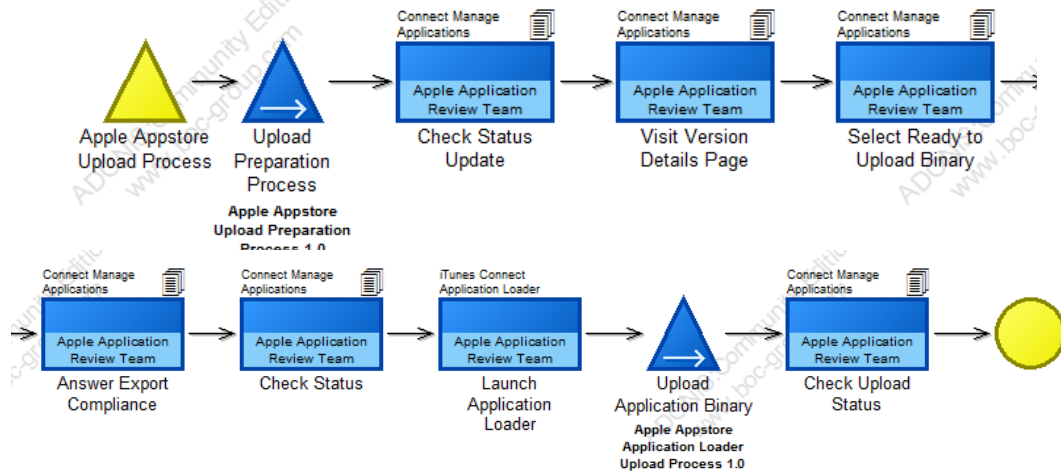 Connect Manage
Applications
Connect Manage
Applications
Connect Manage
Applications
Apple Application
Review Team
Apple Application
Review Team
Apple Application
Review Team
Apple Appstore
Upload Process
Upload
Preparation
Process
Check Status
Update
Visit Version
Details Page
Select Ready to
Upload Binary
Apple Appstore
Upload Preparation
Process 1.0
Connect Manage
Applications
Connect Manage
Applications
iTunes Connect
Application Loader
Connect Manage
Applications
Apple Application
Review Team
Apple Application
Review Team
Apple Application
Review Team
Apple Application
Review Team
Answer Export
Compliance
Check Status
Launch
Application
Loader
Upload
Application Binary
Check Upload
Status
Apple Appstore
Application Loader
Upload Process 1.0